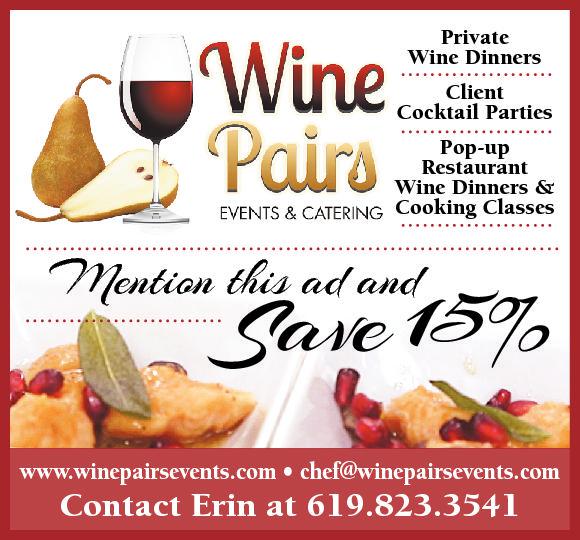 Wine
Pairs
EVENTS & CATERING
Private
Wine Dinners
Client
Cocktail Parties
Pop-up
Restaurant
Wine Dinners &
Cooking Classes
Mention this ad and
Save 15%
www.winepairsevents.com • chef@winepairsevents.com
Contact Erin at 619.823.3541